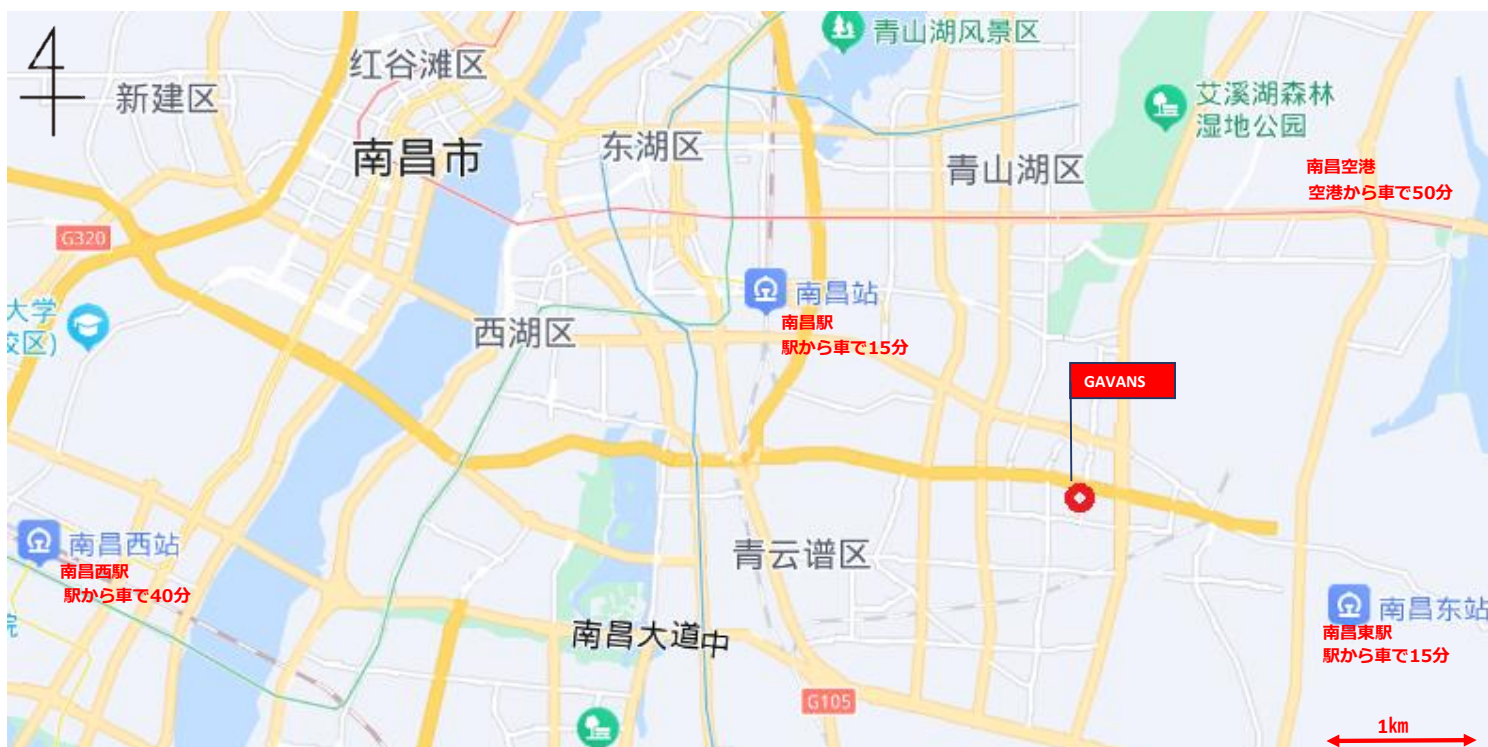 青山湖风景区
红谷滩区
新建区
艾溪湖森林
湿地公园
南昌市
东湖区
青山湖区
南昌空港
空港から車で50分
G320
南昌站
南昌駅
駅から車で15分
大学
校区)
西湖区
GAVANS
南昌西站
南昌西駅
駅から車で40分
院
青云谱区
南昌东站
南昌東駅
駅から車で15分
南昌大道中
G105
1㎞